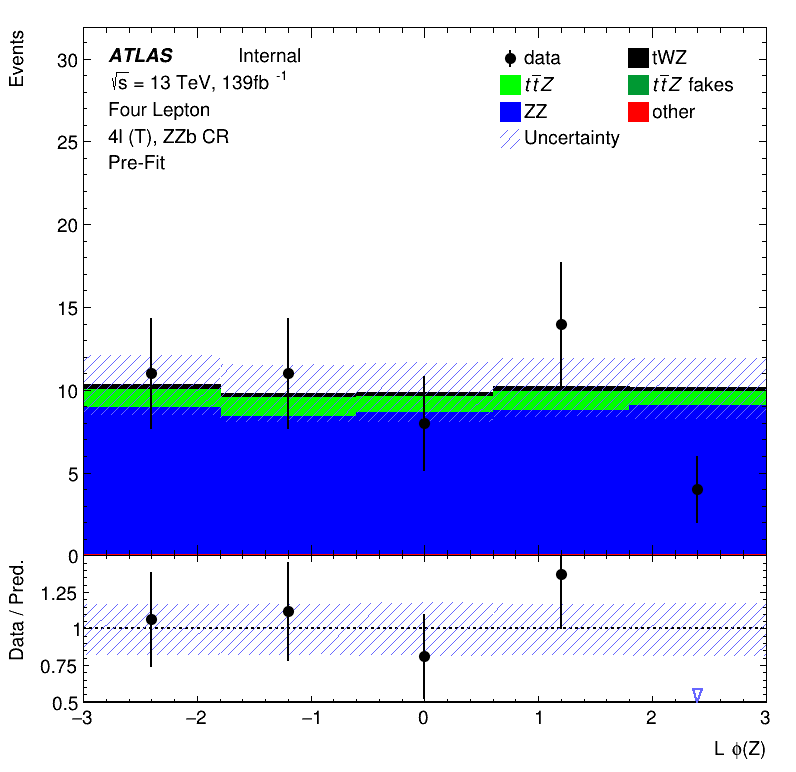 Events
ATLAS Internal
√s = 13 TeV, 139fb⁻¹
Four Lepton
4l (T), ZZb CR
Pre-Fit
data
tWZ
tt̄Z
tt̄Z fakes
ZZ
other
Uncertainty
30
25
20
15
10
5
0
Data / Pred.
1.25
1
0.75
0.5
−3 −2 −1 0 1 2 3
L ϕ(Z)